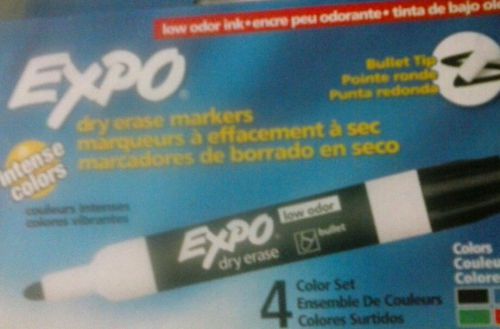 low odor ink • encre peu odorante • tinta de bajo
EXPO
Bullet Tip
Pointe ronde
Punta redonda
dry erase markers
marqueurs à effacement à sec
marcadores de borrado en seco
intense
colors
couleurs intenses
colores vibrantes
EXPO
dry erase
low odor
bullet
4
Color Set
Ensemble De Couleurs
Colores Surtidos
Colors